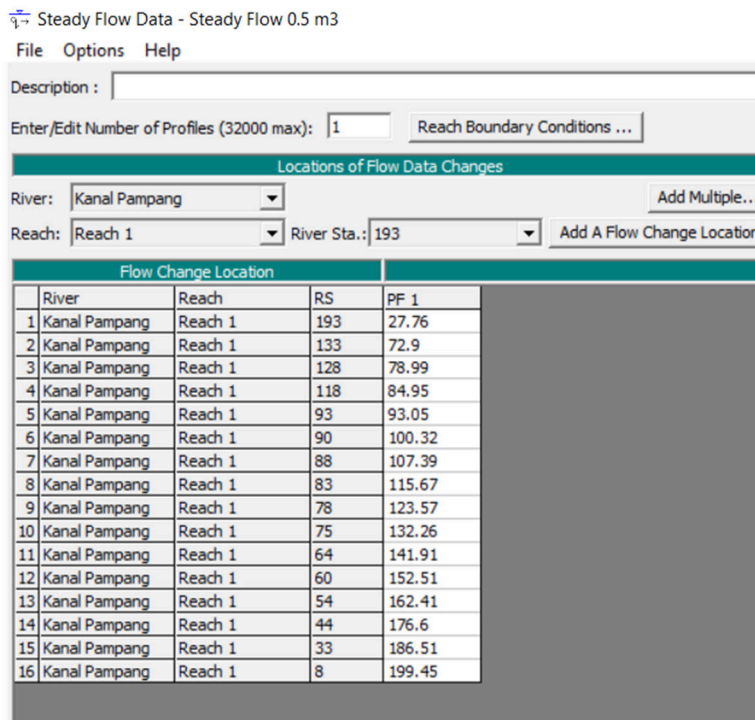 Steady Flow Data - Steady Flow 0.5 m3
File Options Help
Description :
Enter/Edit Number of Profiles (32000 max): 1 Reach Boundary Conditions ...
Locations of Flow Data Changes
River: Kanal Pampang Add Multiple...
Reach: Reach 1 River Sta.: 193 Add A Flow Change Location
Flow Change Location
River Reach RS PF 1
1 Kanal Pampang Reach 1 193 27.76
2 Kanal Pampang Reach 1 133 72.9
3 Kanal Pampang Reach 1 128 78.99
4 Kanal Pampang Reach 1 118 84.95
5 Kanal Pampang Reach 1 93 93.05
6 Kanal Pampang Reach 1 90 100.32
7 Kanal Pampang Reach 1 88 107.39
8 Kanal Pampang Reach 1 83 115.67
9 Kanal Pampang Reach 1 78 123.57
10 Kanal Pampang Reach 1 75 132.26
11 Kanal Pampang Reach 1 64 141.91
12 Kanal Pampang Reach 1 60 152.51
13 Kanal Pampang Reach 1 54 162.41
14 Kanal Pampang Reach 1 44 176.6
15 Kanal Pampang Reach 1 33 186.51
16 Kanal Pampang Reach 1 8 199.45